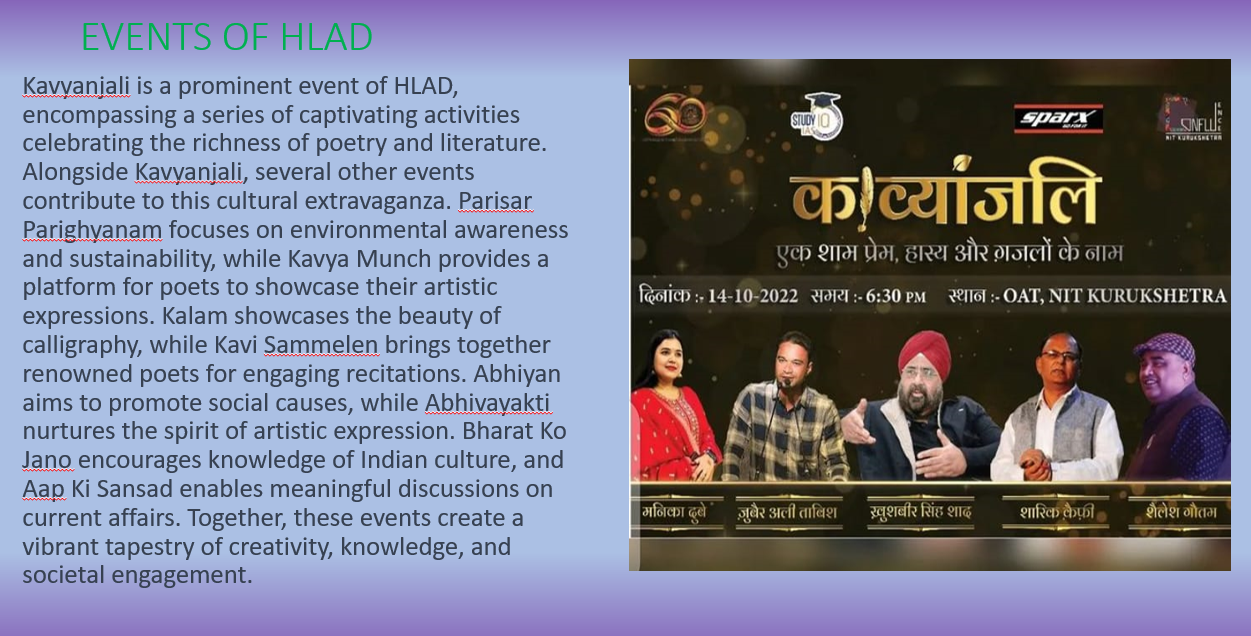 EVENTS OF HLAD
Kavyanjali is a prominent event of HLAD,
encompassing a series of captivating activities
celebrating the richness of poetry and literature.
Alongside Kavyanjali, several other events
contribute to this cultural extravaganza. Parisar
Parighyanam focuses on environmental awareness
and sustainability, while Kavya Munch provides a
platform for poets to showcase their artistic
expressions. Kalam showcases the beauty of
calligraphy, while Kavi Sammelen brings together
renowned poets for engaging recitations. Abhiyan
aims to promote social causes, while Abhivayakti
nurtures the spirit of artistic expression. Bharat Ko
Jano encourages knowledge of Indian culture, and
Aap Ki Sansad enables meaningful discussions on
current affairs. Together, these events create a
vibrant tapestry of creativity, knowledge, and
societal engagement.
60
STUDY IQ
IAS
sparx
GO FOR IT
CONFLUENCE
NIT KURUKSHETRA
काव्यांजलि
एक शाम प्रेम, हास्य और ग़जलों के नाम
दिनांक :- 14-10-2022 समय :- 6:30 PM स्थान :- OAT, NIT KURUKSHETRA
मनिका दुबे ज़ुबैर अली ताबिश ख़ुशबीर सिंह शाद शारिक कैफ़ी शैलेश गौतम